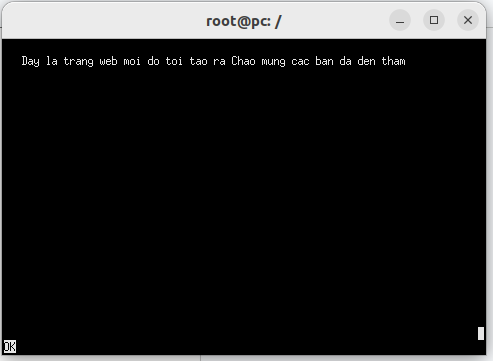 root@pc: /
Day la trang web moi do toi tao ra Chao mung cac ban da den tham
OK